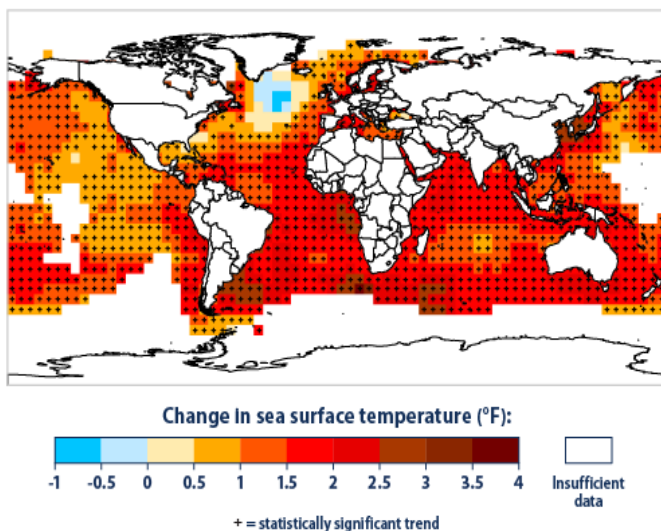 Change in sea surface temperature (°F):
-1 -0.5 0 0.5 1 1.5 2 2.5 3 3.5 4
Insufficient
data
+ = statistically significant trend